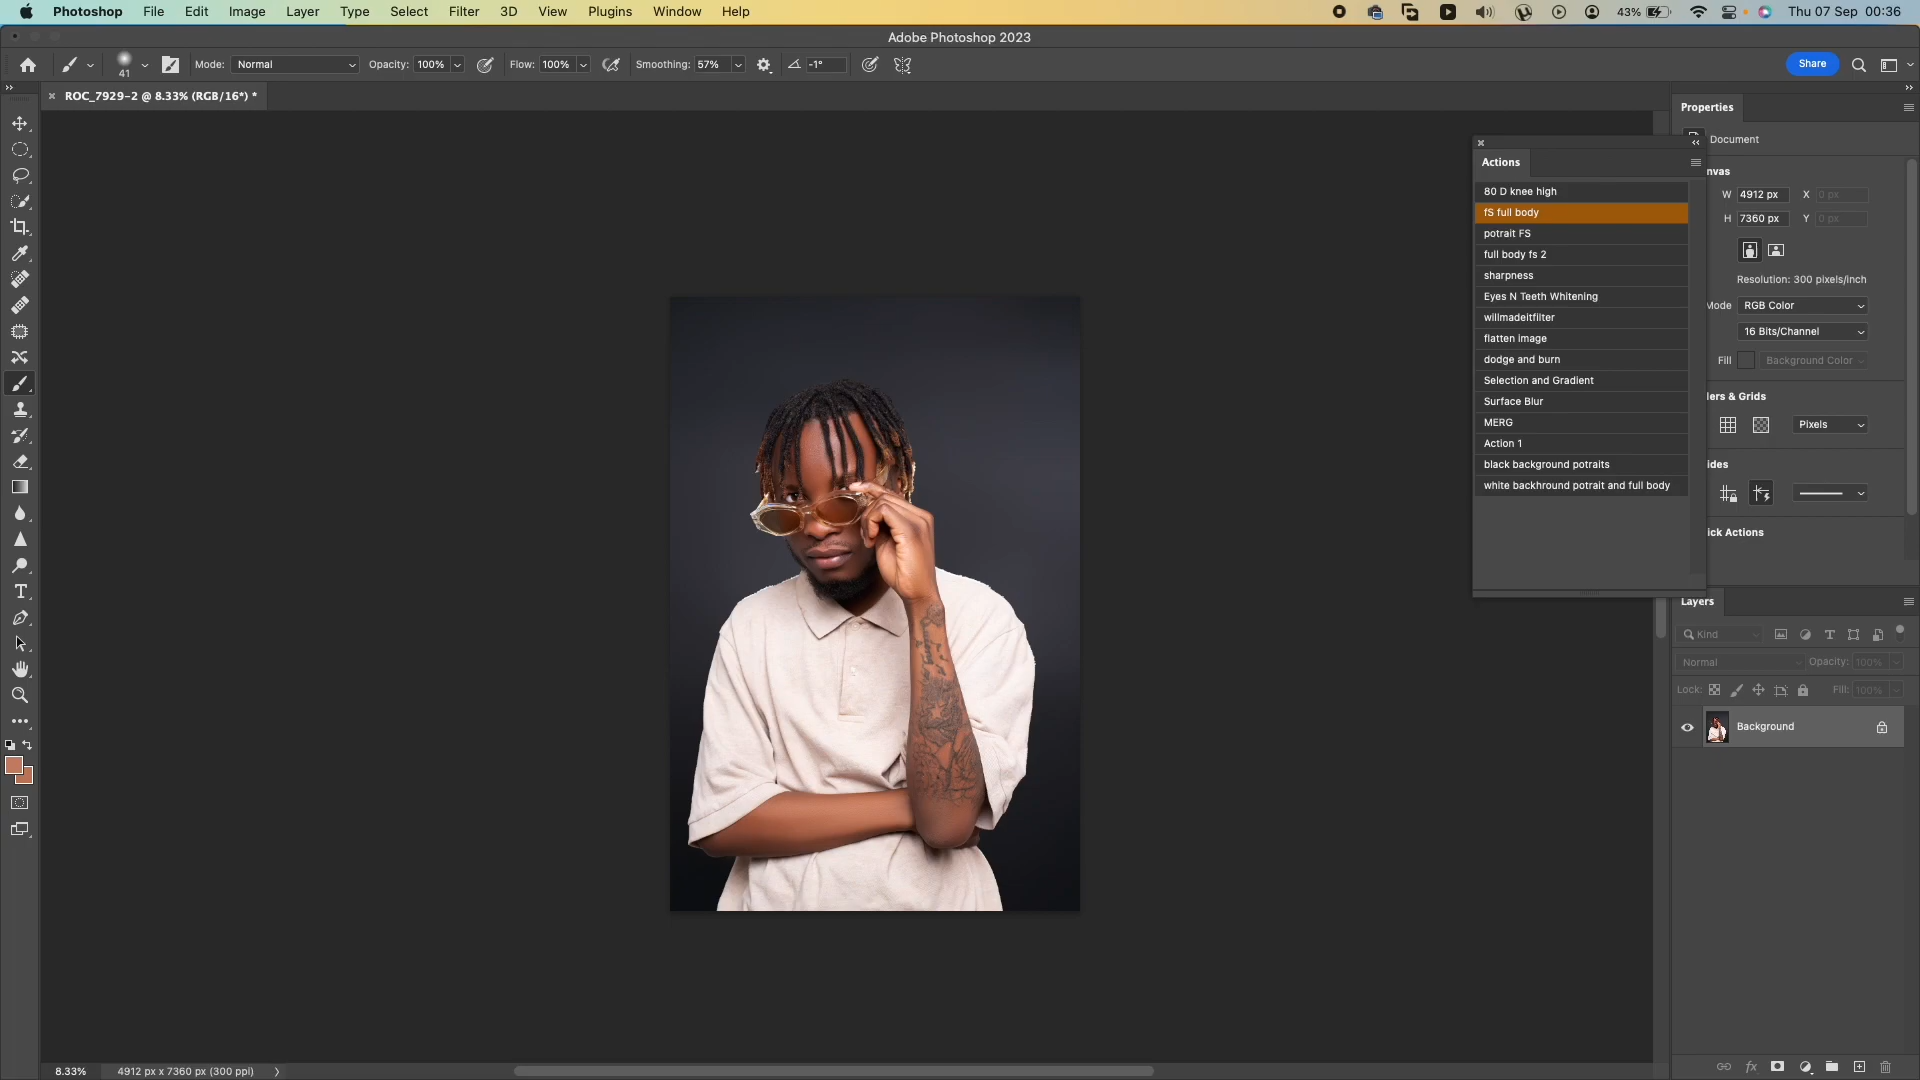 Photoshop File Edit Image Layer Type Select Filter 3D View Plugins Window Help 43% Thu 07 Sep 00:36
Adobe Photoshop 2023
41 Mode: Normal Opacity: 100% Flow: 100% Smoothing: 57% -1° Share
ROC_7929-2 @ 8.33% (RGB/16*) *
Properties
Document
Actions
80 D knee high
fS full body
potrait FS
full body fs 2
sharpness
Eyes N Teeth Whitening
willmadeitfilter
flatten image
dodge and burn
Selection and Gradient
Surface Blur
MERG
Action 1
black background potraits
white backhround potrait and full body
nvas
W 4912 px X 0 px
H 7360 px Y 0 px
Resolution: 300 pixels/inch
Mode RGB Color
16 Bits/Channel
Fill Background Color
lers & Grids
Pixels
ides
ick Actions
Layers
Kind
Normal Opacity: 100%
Lock: Fill: 100%
Background
8.33% 4912 px x 7360 px (300 ppi)